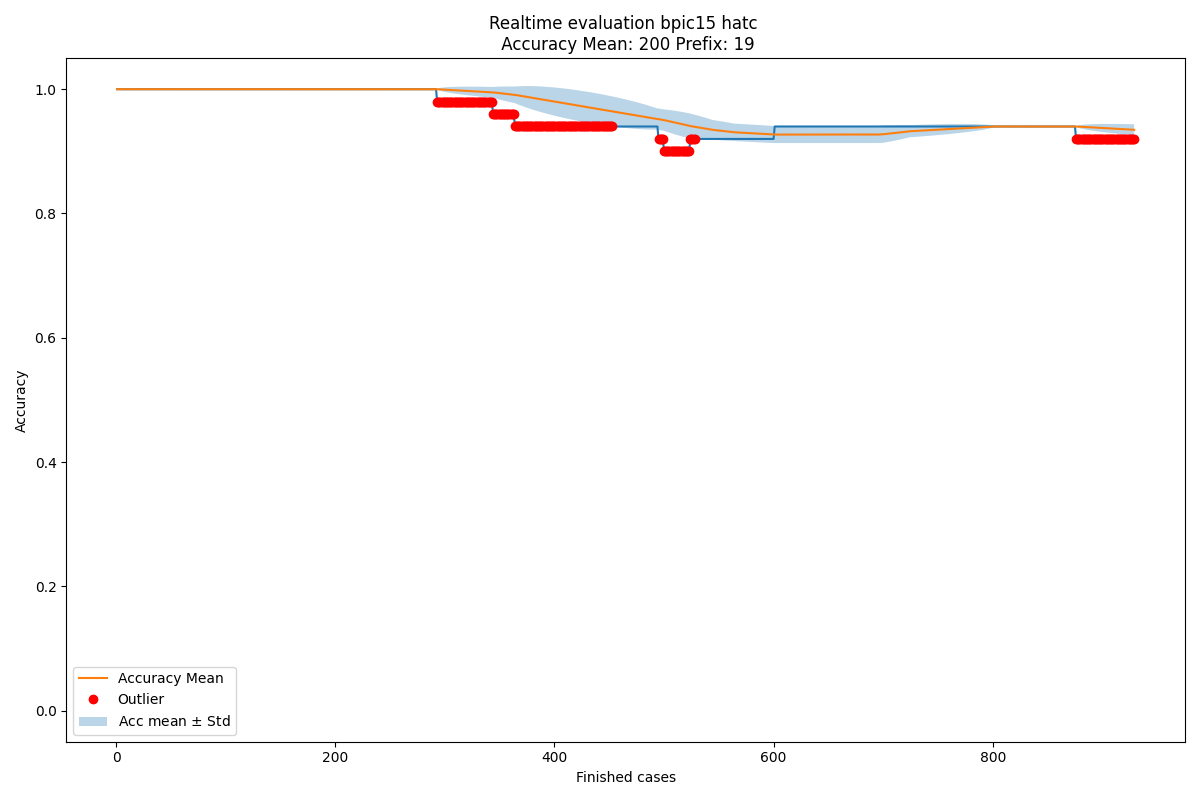 Realtime evaluation bpic15 hatc
Accuracy Mean: 200 Prefix: 19
Accuracy
1.0
0.8
0.6
0.4
0.2
0.0
Accuracy Mean
Outlier
Acc mean ± Std
0 200 400 600 800
Finished cases